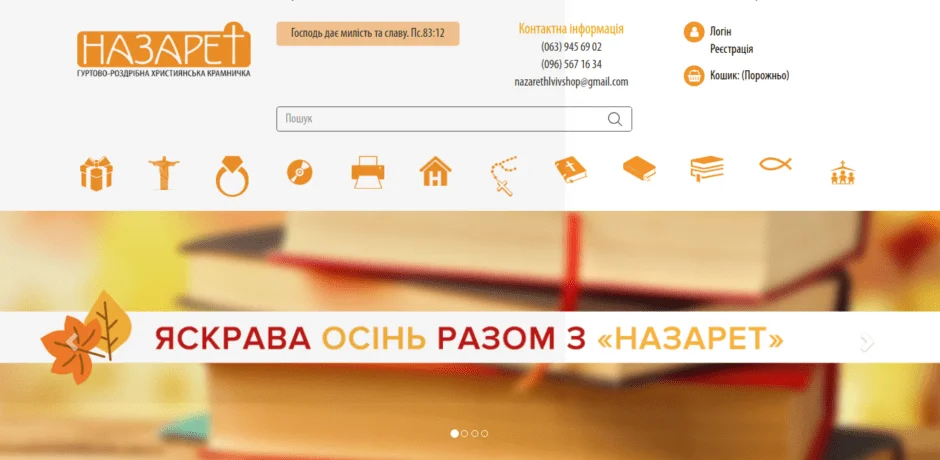 НАЗАРЕТ
ГУРТОВО-РОЗДРІБНА ХРИСТИЯНСЬКА КРАМНИЧКА
Господь дає милість та славу. Пс.83:12
Контактна інформація
(063) 945 69 02
(096) 567 16 34
nazarethlvivshop@gmail.com
Логін
Реєстрація
Кошик: (Порожньо)
Пошук
ЯСКРАВА ОСІНЬ РАЗОМ З «НАЗАРЕТ»